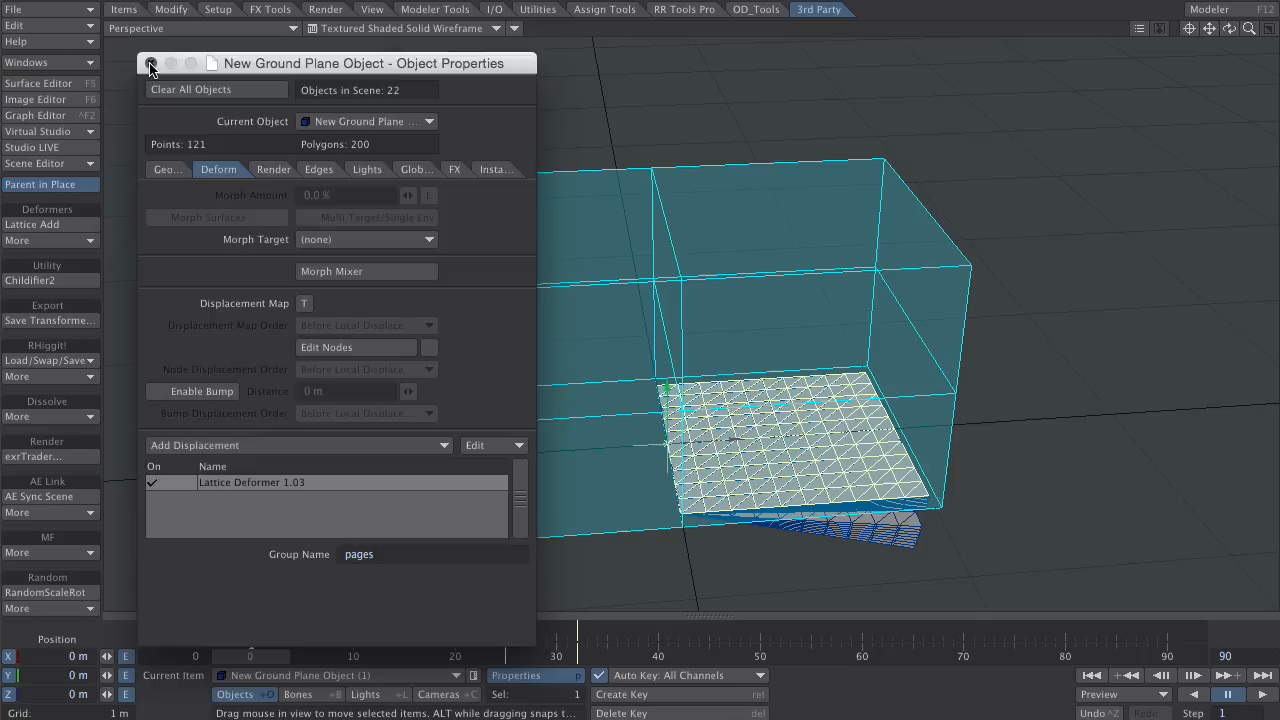 File Items Modify Setup FX Tools Render View Modeler Tools I/O Utilities Assign Tools RR Tools Pro OD_Tools 3rd Party Modeler F12
Edit
Help
Perspective Textured Shaded Solid Wireframe
Windows
Surface Editor F5
Image Editor F6
Graph Editor ^F2
Virtual Studio
Studio LIVE
Scene Editor
Parent in Place
Deformers
Lattice Add
More
Utility
Childifier2
Export
Save Transforme...
RHiggit!
Load/Swap/Save
More
Dissolve
More
Render
exrTrader...
AE Link
AE Sync Scene
More
MF
More
Random
RandomScaleRot
More
New Ground Plane Object - Object Properties
Clear All Objects Objects in Scene: 22
Current Object New Ground Plane ...
Points: 121 Polygons: 200
Geo... Deform Render Edges Lights Glob... FX Insta...
Morph Amount 0.0 % E
Morph Surfaces Multi Target/Single Env
Morph Target (none)
Morph Mixer
Displacement Map T
Displacement Map Order Before Local Displace
Edit Nodes
Node Displacement Order Before Local Displace
Enable Bump Distance 0 m
Bump Displacement Order Before Local Displace
Add Displacement Edit
On Name
Lattice Deformer 1.03
Group Name pages
Position
X 0 m E 0 0 10 20 30 40 50 60 70 80 90 90
Y 0 m E Current Item New Ground Plane Object (1) Properties p Auto Key: All Channels
Z 0 m E Objects +O Bones +B Lights +L Cameras +C Sel: 1 Create Key ret Preview
Grid: 1 m Drag mouse in view to move selected items. ALT while dragging snaps t... Delete Key del Undo ^Z Redo Step 1